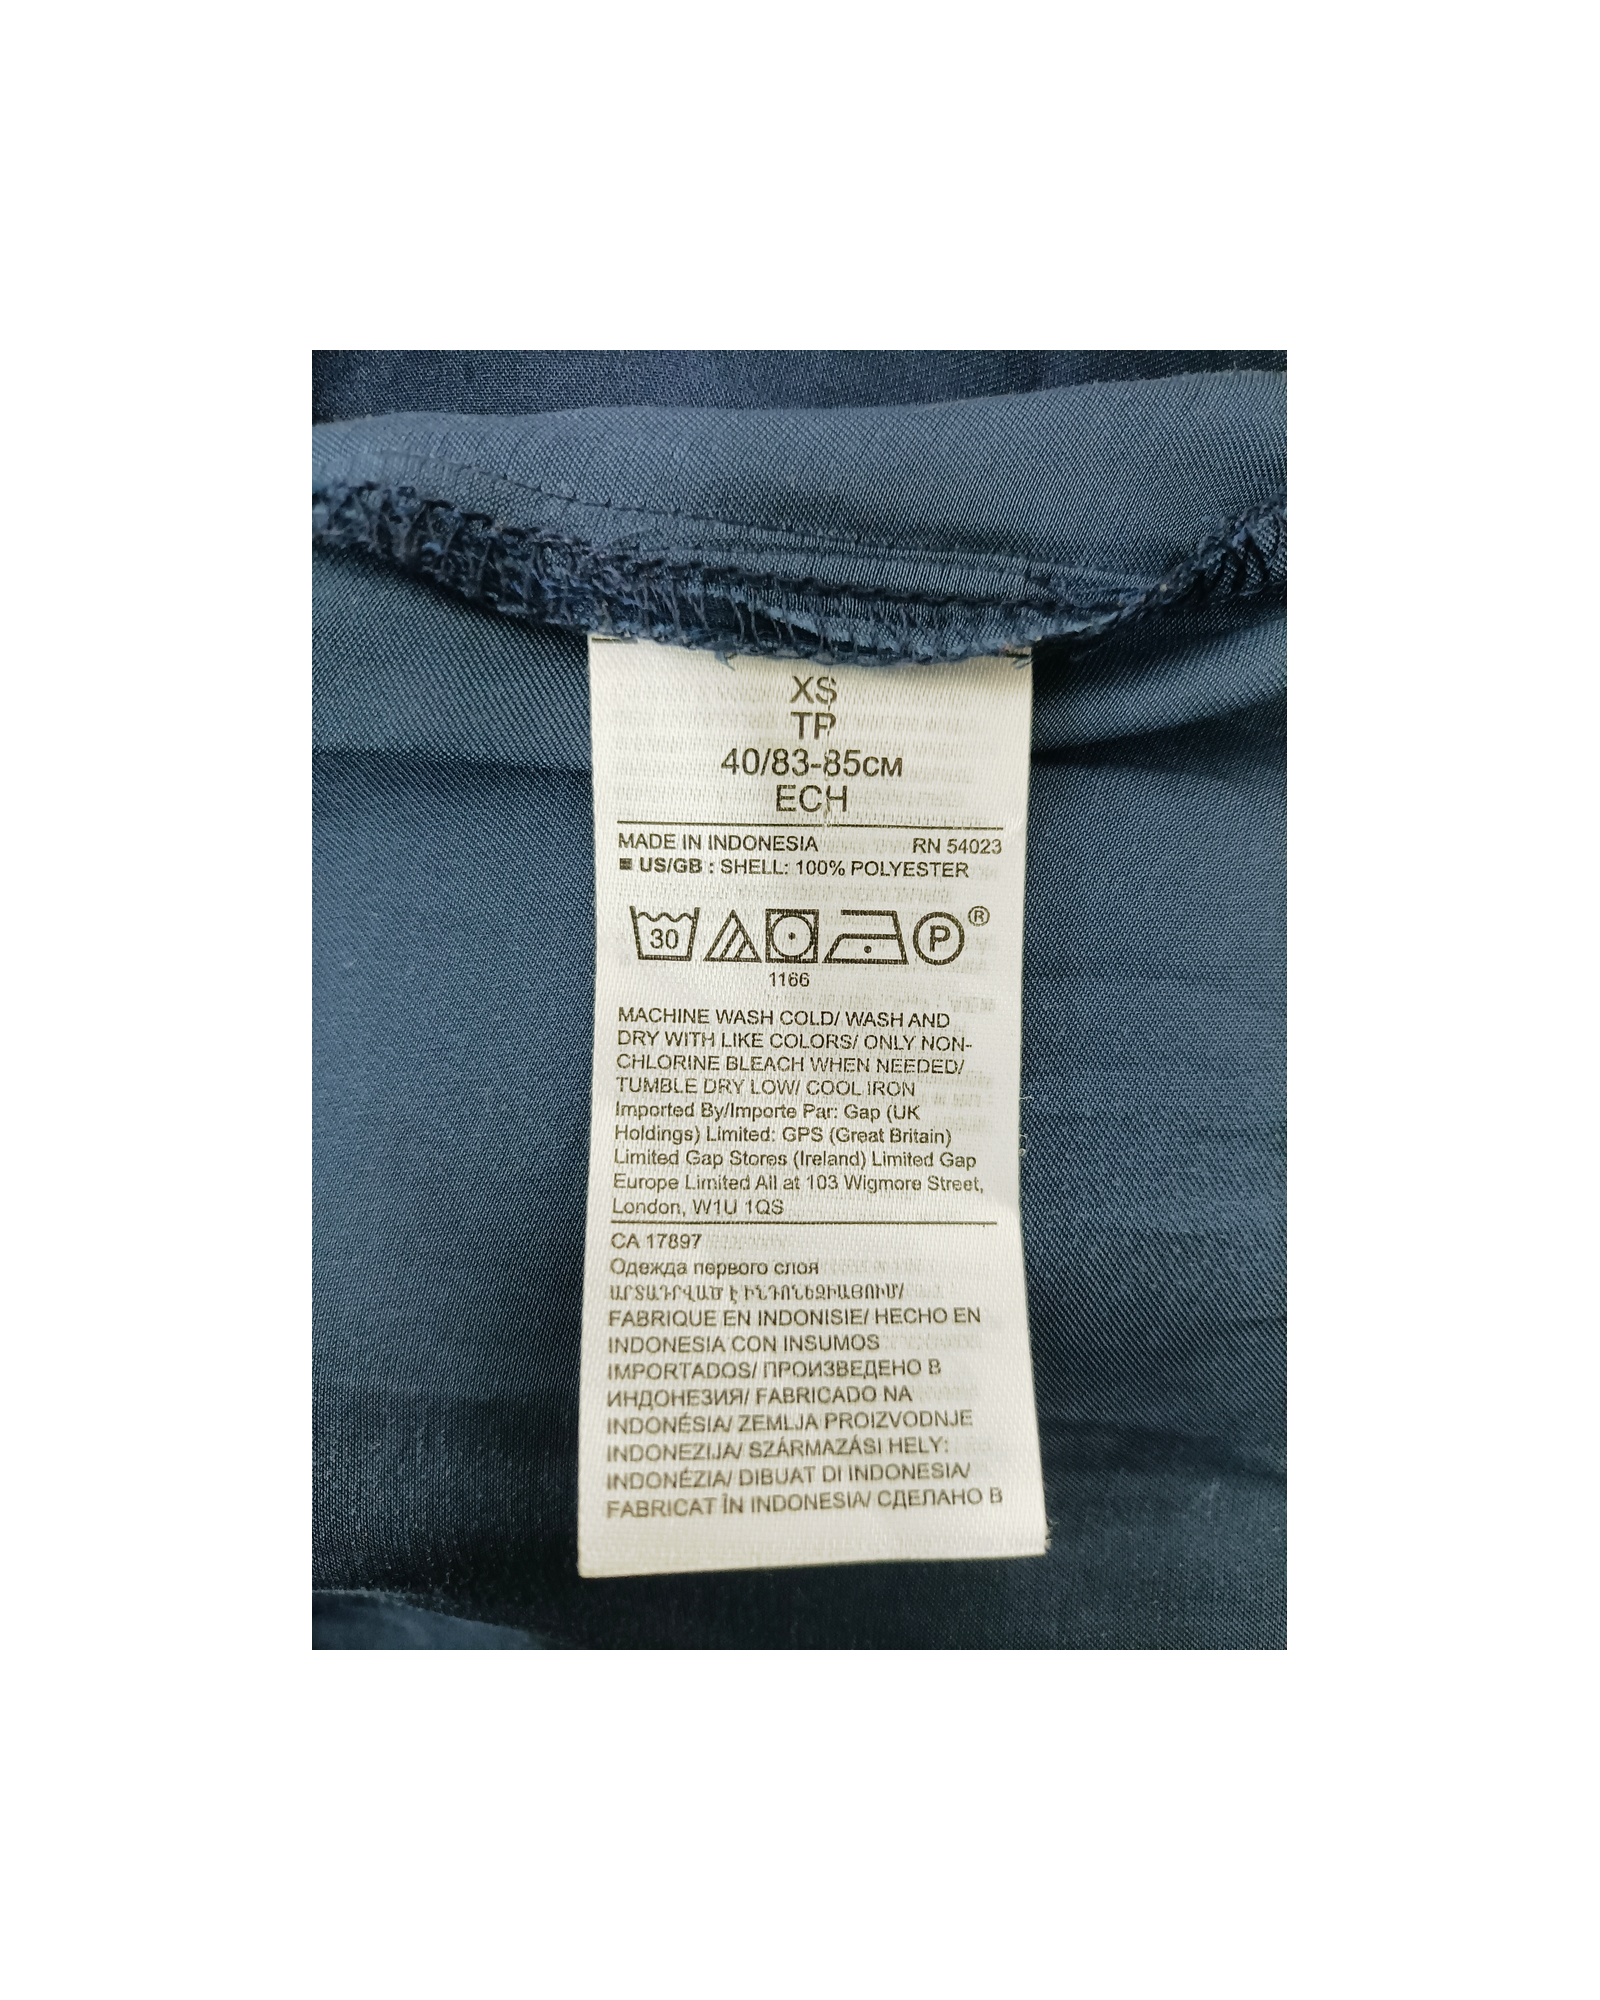 XS
TP
40/83-85см
ECH
MADE IN INDONESIA RN 54023
US/GB : SHELL: 100% POLYESTER
30 P ®
1166
MACHINE WASH COLD/ WASH AND
DRY WITH LIKE COLORS/ ONLY NON-
CHLORINE BLEACH WHEN NEEDED/
TUMBLE DRY LOW/ COOL IRON
Imported By/Importe Par: Gap (UK
Holdings) Limited: GPS (Great Britain)
Limited Gap Stores (Ireland) Limited Gap
Europe Limited All at 103 Wigmore Street,
London, W1U 1QS
CA 17897
Одежда первого слоя
ԱՐՏԱԴՐՎԱԾ է ԻՆԴՈՆԵԶԻԱՅՈՒՄ/
FABRIQUE EN INDONISIE/ HECHO EN
INDONESIA CON INSUMOS
IMPORTADOS/ ПРОИЗВЕДЕНО В
ИНДОНЕЗИЯ/ FABRICADO NA
INDONÉSIA/ ZEMLJA PROIZVODNJE
INDONEZIJA/ SZÁRMAZÁSI HELY:
INDONÉZIA/ DIBUAT DI INDONESIA/
FABRICAT ÎN INDONESIA/ СДЕЛАНО В